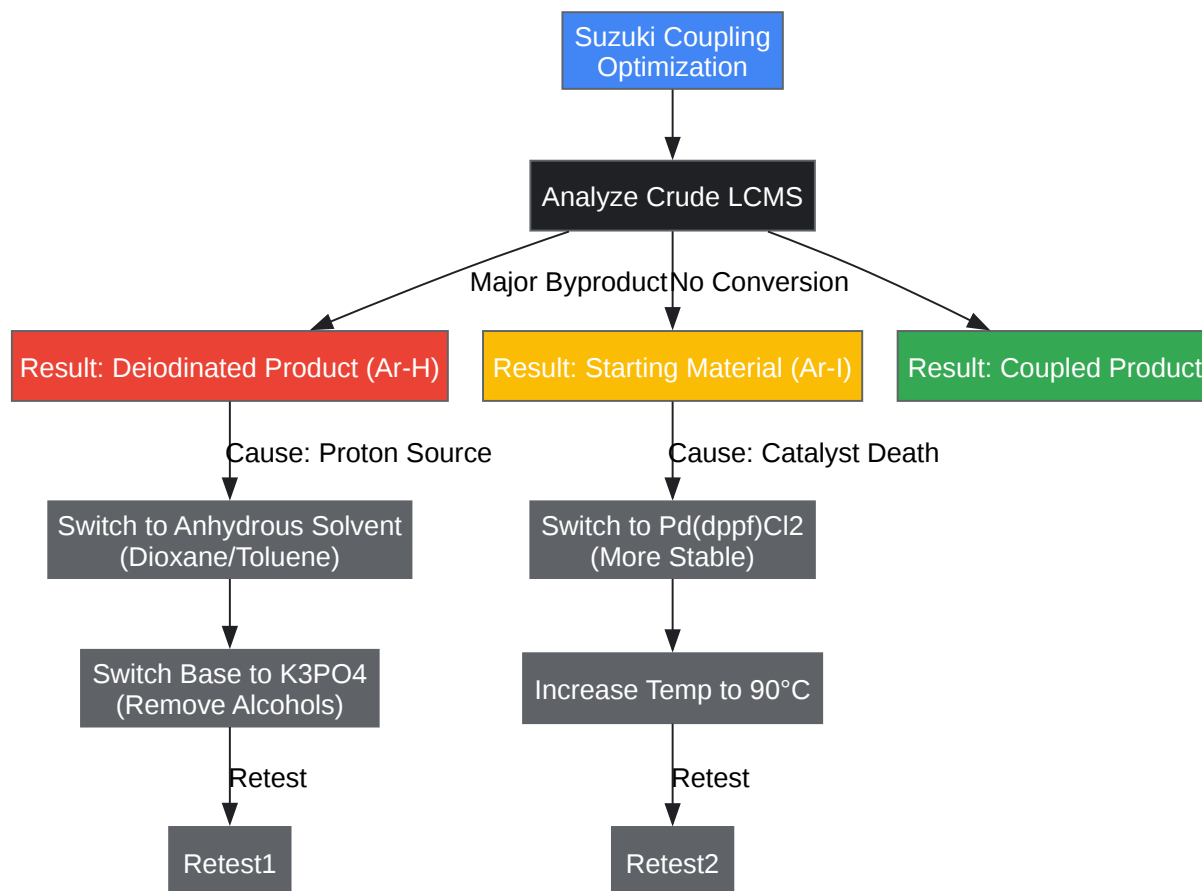 Suzuki Coupling
Optimization
Analyze Crude LCMS
Major Byproduct
No Conversion
Result: Deiodinated Product (Ar-H)
Result: Starting Material (Ar-I)
Result: Coupled Product
Cause: Proton Source
Cause: Catalyst Death
Switch to Anhydrous Solvent
(Dioxane/Toluene)
Switch to Pd(dppf)Cl2
(More Stable)
Switch Base to K3PO4
(Remove Alcohols)
Increase Temp to 90°C
Retest
Retest
Retest1
Retest2